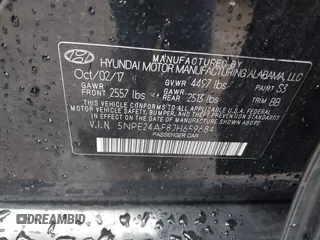 MANUFACTURED BY
HYUNDAI MOTOR MANUFACTURING ALABAMA, LLC
Oct/02/17 GVWR 4497 lbs PAINT S3
GAWR FRONT 2557 lbs GAWR REAR 2513 lbs TRIM BB
THIS VEHICLE CONFORMS TO ALL APPLICABLE FEDERAL
MOTOR VEHICLE SAFETY, BUMPER, AND THEFT
PREVENTION STANDARDS IN EFFECT ON THE DATE OF
MANUFACTURE SHOWN ABOVE.
V.I.N. 5NPE24AF8JH659684
PASSENGER CAR
DREAMBID